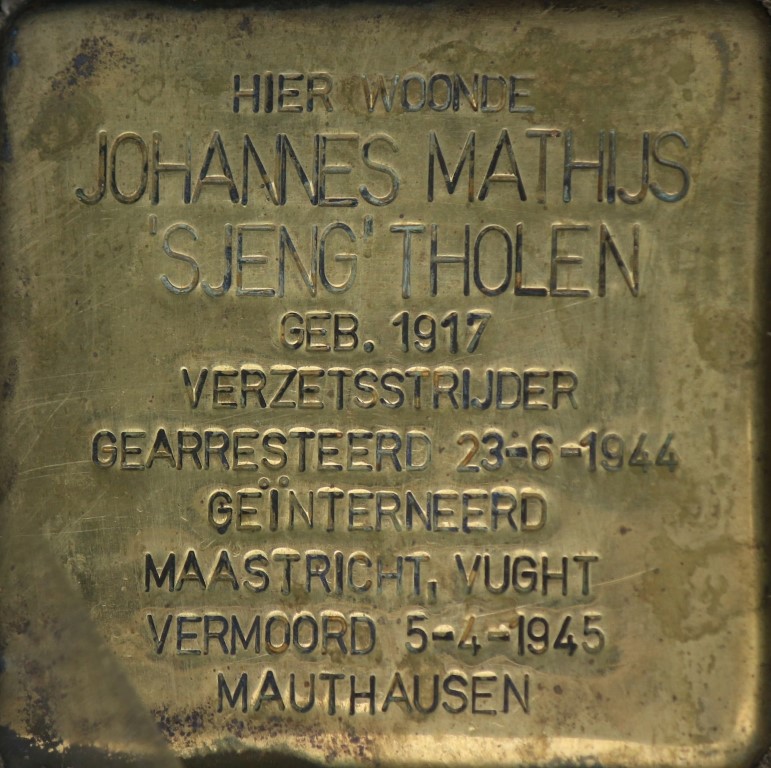 HIER WOONDE
JOHANNES MATHIJS
'SJENG' THOLEN
GEB. 1917
VERZETSSTRIJDER
GEARRESTEERD 23-6-1944
GEÏNTERNEERD
MAASTRICHT, VUGHT
VERMOORD 5-4-1945
MAUTHAUSEN